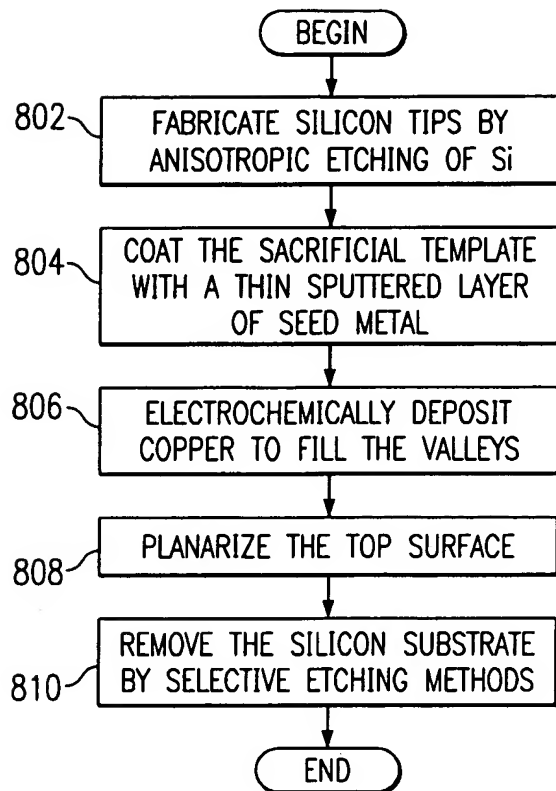 BEGIN
802
FABRICATE SILICON TIPS BY
ANISOTROPIC ETCHING OF Si
804
COAT THE SACRIFICIAL TEMPLATE
WITH A THIN SPUTTERED LAYER
OF SEED METAL
806
ELECTROCHEMICALLY DEPOSIT
COPPER TO FILL THE VALLEYS
808
PLANARIZE THE TOP SURFACE
810
REMOVE THE SILICON SUBSTRATE
BY SELECTIVE ETCHING METHODS
END